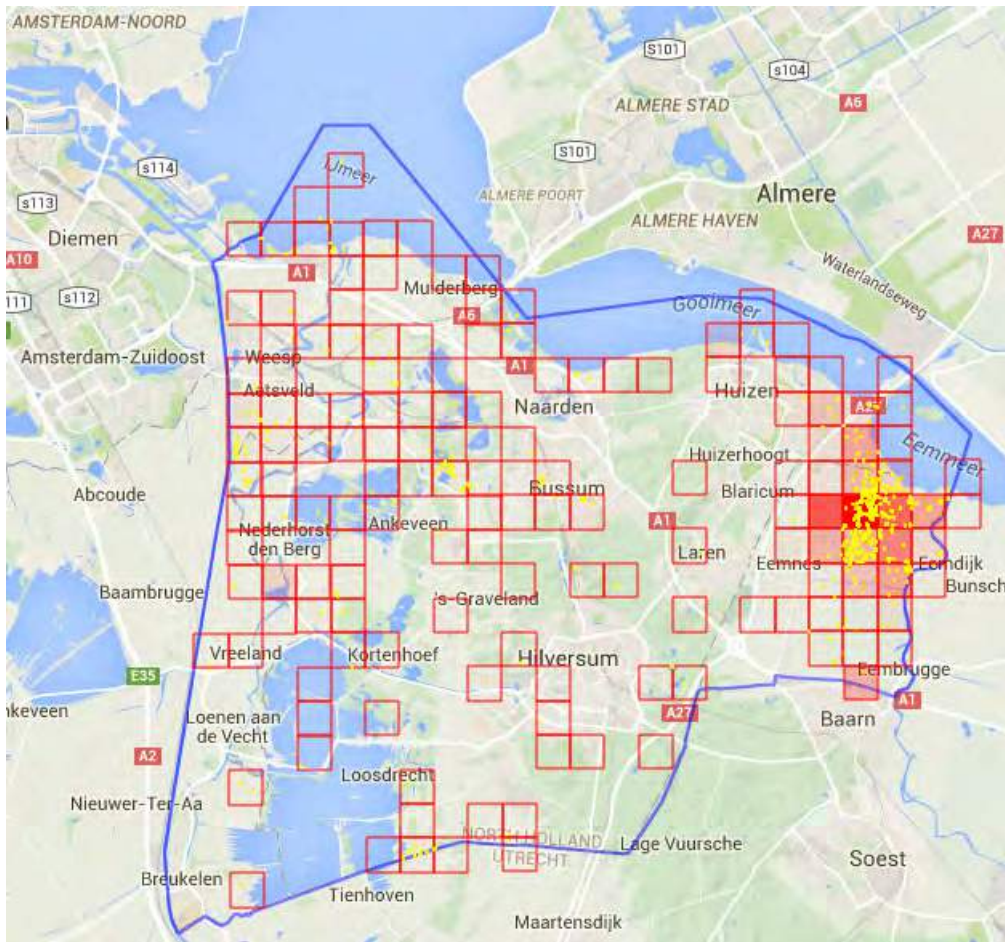 AMSTERDAM-NOORD
S101
s104
ALMERE STAD
A6
S101
s114
IJmeer
ALMERE POORT
Almere
s113
ALMERE HAVEN
Diemen
A27
A10
A1
Waterlandseweg
111
s112
Muiderberg
Gooimeer
A6
Amsterdam-Zuidoost
Weesp
A1
Aatsveld
Huizen
Naarden
A27
Eemmeer
Huizerhoogt
Abcoude
Bussum
Blaricum
Ankeveen
A1
Nederhorst
den Berg
Laren
Eemnes
Eemdijk
Baambrugge
Bunsch
's-Graveland
Vreeland
Kortenhoef
Hilversum
E35
Eembrugge
nkeveen
Loenen aan
de Vecht
A27
A1
Baarn
A2
Loosdrecht
Nieuwer-Ter-Aa
NORTH HOLLAND
UTRECHT
Lage Vuursche
Soest
Breukelen
Tienhoven
Maartensdijk